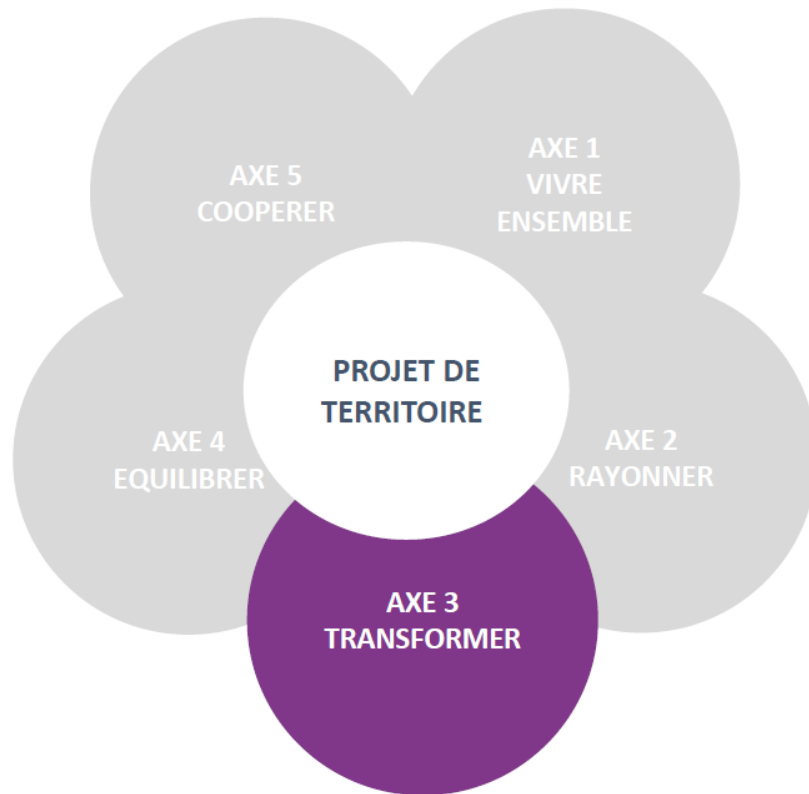 AXE 1
VIVRE
ENSEMBLE
AXE 5
COOPERER
PROJET DE
TERRITOIRE
AXE 4
EQUILIBRER
AXE 2
RAYONNER
AXE 3
TRANSFORMER